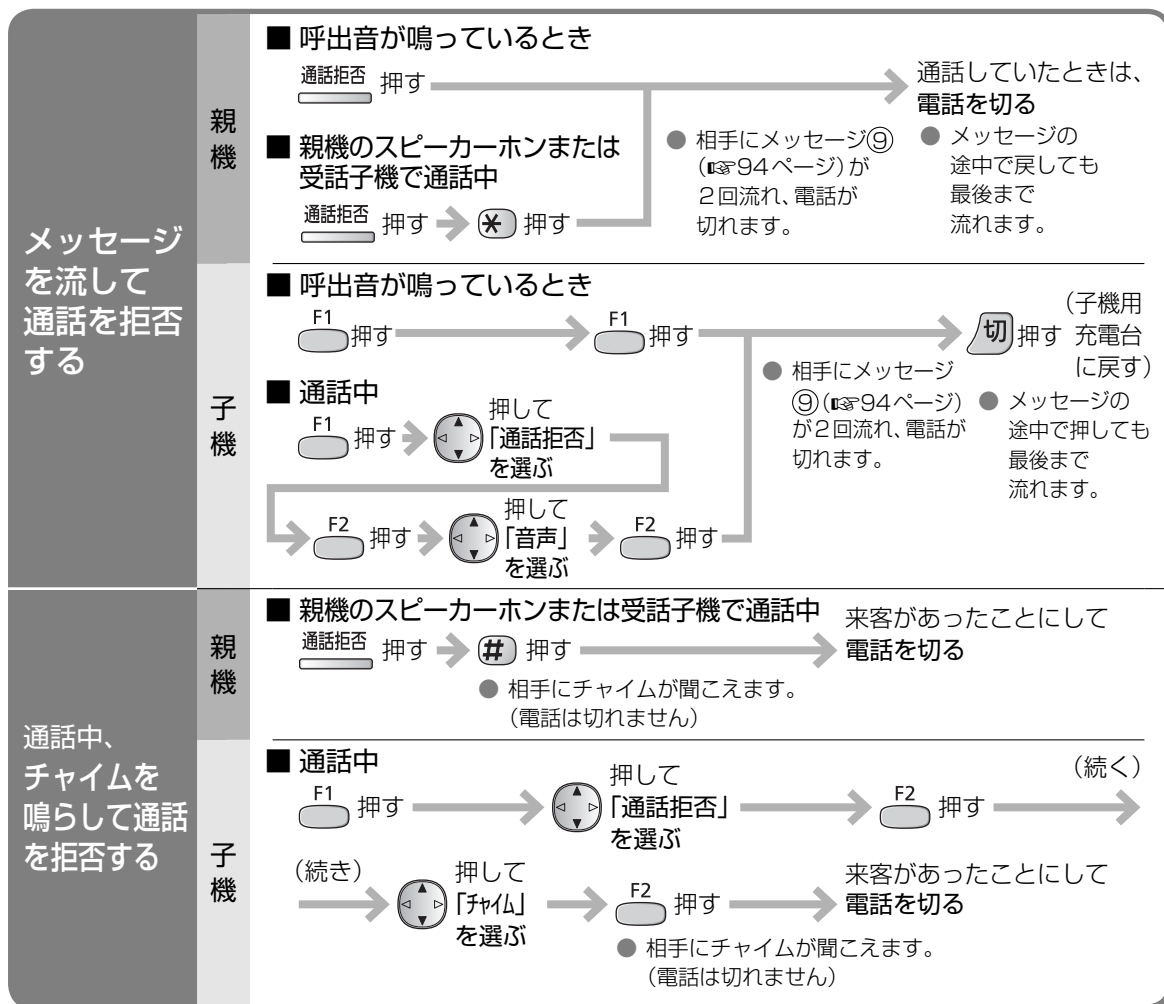 メッセージ
を流して
通話を拒否
する
親機
■ 呼出音が鳴っているとき
通話拒否 押す
■ 親機のスピーカーホンまたは
受話子機で通話中
通話拒否 押す ✱ 押す
● 相手にメッセージ⑨
(☞94ページ)が
2回流れ、電話が
切れます。
通話していたときは、
電話を切る
● メッセージの
途中で戻しても
最後まで
流れます。
子機
■ 呼出音が鳴っているとき
F1 押す F1 押す
■ 通話中
F1 押す 押して
「通話拒否」
を選ぶ
F2 押す 押して
「音声」
を選ぶ
F2 押す
● 相手にメッセージ
⑨(☞94ページ)
が2回流れ、電話が
切れます。
切 押す (子機用
充電台
に戻す)
● メッセージの
途中で押しても
最後まで
流れます。
通話中、
チャイムを
鳴らして通話
を拒否する
親機
■ 親機のスピーカーホンまたは受話子機で通話中
通話拒否 押す # 押す
● 相手にチャイムが聞こえます。
(電話は切れません)
来客があったことにして
電話を切る
子機
■ 通話中
F1 押す 押して
「通話拒否」
を選ぶ
F2 押す (続く)
(続き) 押して
「ﾁｬｲﾑ」
を選ぶ
F2 押す
● 相手にチャイムが聞こえます。
(電話は切れません)
来客があったことにして
電話を切る